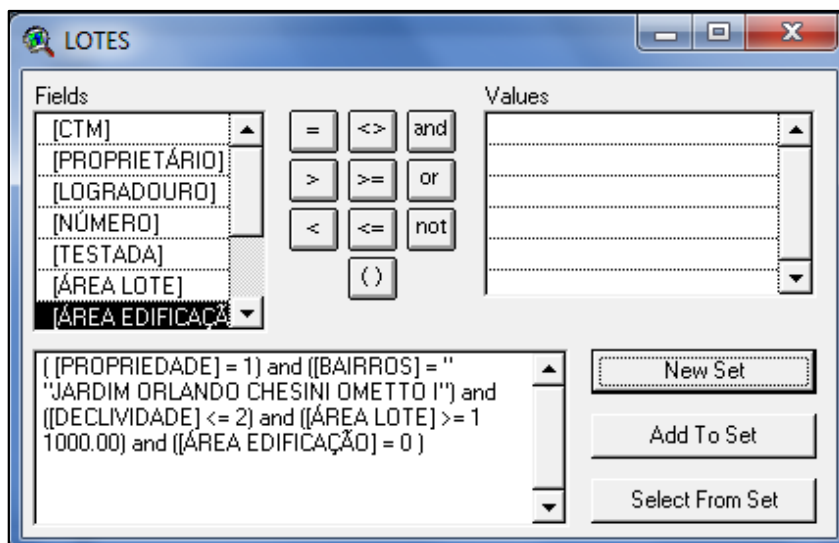 LOTES
Fields
[CTM]
[PROPRIETÁRIO]
[LOGRADOURO]
[NÚMERO]
[TESTADA]
[ÁREA LOTE]
[ÁREA EDIFICAÇÃ
= <> and
> >= or
< <= not
( )
Values
( [PROPRIEDADE] = 1) and ([BAIRROS] = "
"JARDIM ORLANDO CHESINI OMETTO I") and
([DECLIVIDADE] <= 2) and ([ÁREA LOTE] >= 1
1000.00) and ([ÁREA EDIFICAÇÃO] = 0 )
New Set
Add To Set
Select From Set